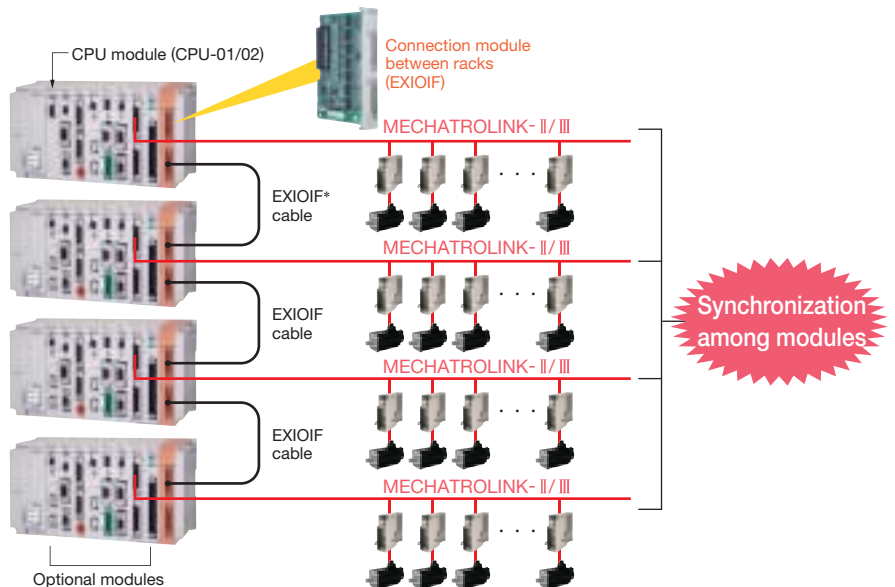 CPU module (CPU-01/02)
Connection module
between racks
(EXIOIF)
MECHATROLINK-Ⅱ/Ⅲ
EXIOIF*
cable
MECHATROLINK-Ⅱ/Ⅲ
EXIOIF
cable
Synchronization
among modules
MECHATROLINK-Ⅱ/Ⅲ
EXIOIF
cable
MECHATROLINK-Ⅱ/Ⅲ
Optional modules